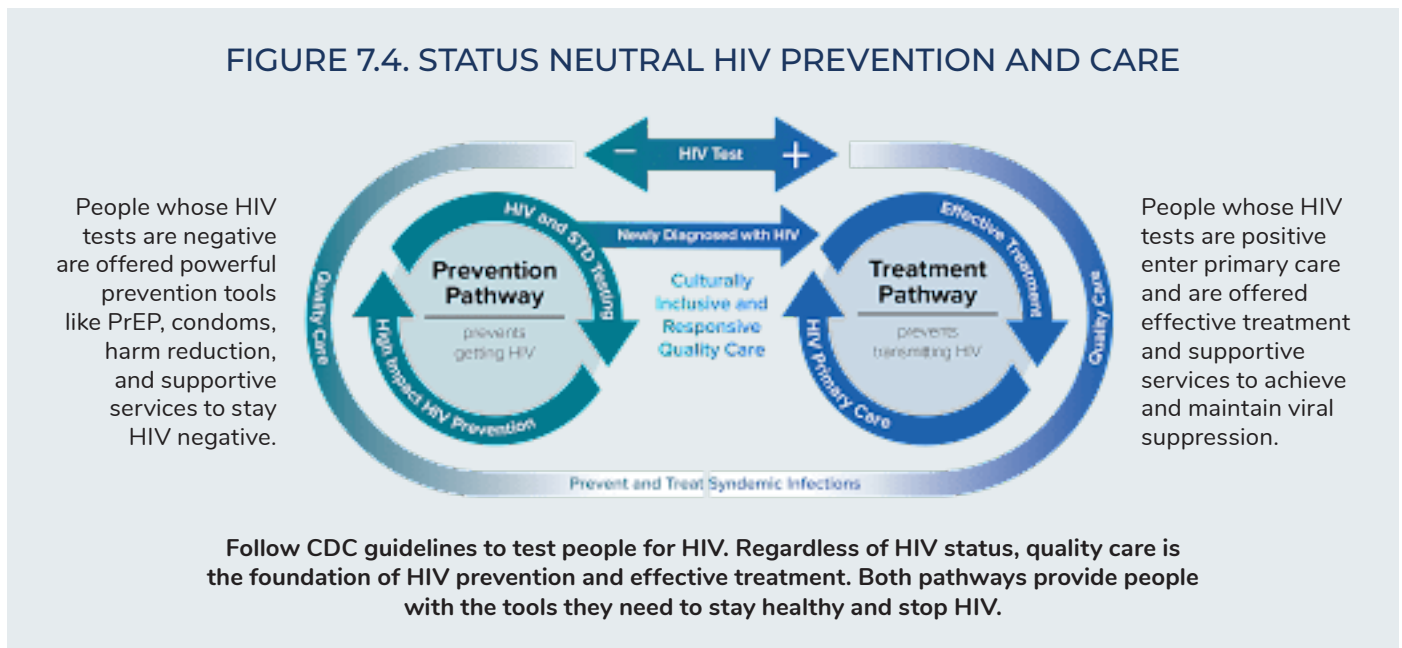 FIGURE 7.4. STATUS NEUTRAL HIV PREVENTION AND CARE
− HIV Test +
People whose HIV
tests are negative
are offered powerful
prevention tools
like PrEP, condoms,
harm reduction,
and supportive
services to stay
HIV negative.
Quality Care
HIV and STD Testing
Prevention
Pathway
prevents
getting HIV
High Impact HIV Prevention
Newly Diagnosed with HIV
Culturally
Inclusive and
Responsive
Quality Care
Effective Treatment
Treatment
Pathway
prevents
transmitting HIV
HIV Primary Care
Quality Care
People whose HIV
tests are positive
enter primary care
and are offered
effective treatment
and supportive
services to achieve
and maintain viral
suppression.
Prevent and Treat Syndemic Infections
Follow CDC guidelines to test people for HIV. Regardless of HIV status, quality care is
the foundation of HIV prevention and effective treatment. Both pathways provide people
with the tools they need to stay healthy and stop HIV.